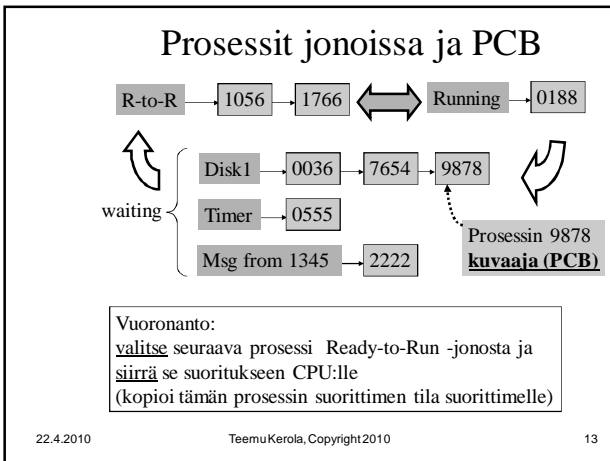 Prosessit jonoissa ja PCB
R-to-R 1056 1766 Running 0188
Disk1 0036 7654 9878
waiting
Timer 0555
Prosessin 9878
kuvaaja (PCB)
Msg from 1345 2222
Vuoronanto:
valitse seuraava prosessi Ready-to-Run -jonosta ja
siirrä se suoritukseen CPU:lle
(kopioi tämän prosessin suorittimen tila suorittimelle)
22.4.2010 Teemu Kerola, Copyright 2010 13